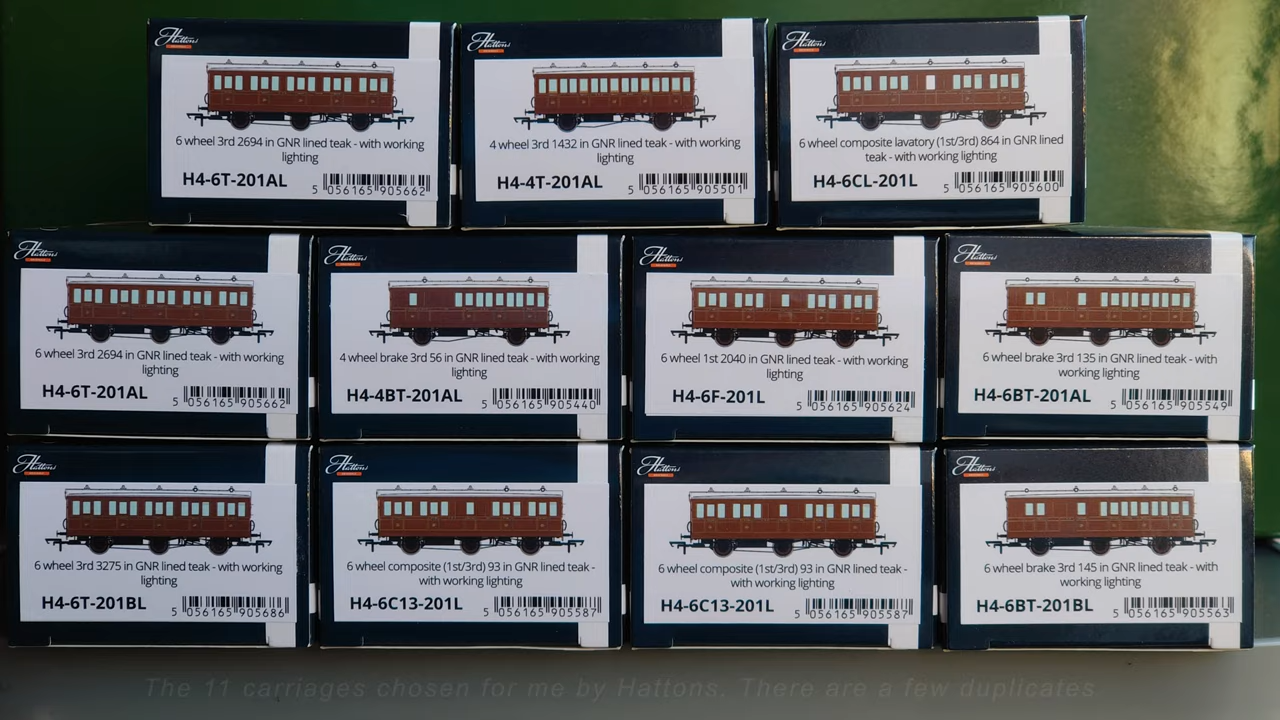 Hattons
6 wheel 3rd 2694 in GNR lined teak - with working
lighting
H4-6T-201AL
5 056165 905662
Hattons
4 wheel 3rd 1432 in GNR lined teak - with working
lighting
H4-4T-201AL
5 056165 905501
Hattons
6 wheel composite lavatory (1st/3rd) 864 in GNR lined
teak - with working lighting
H4-6CL-201L
5 056165 905600
Hattons
6 wheel 3rd 2694 in GNR lined teak - with working
lighting
H4-6T-201AL
5 056165 905662
Hattons
4 wheel brake 3rd 56 in GNR lined teak - with working
lighting
H4-4BT-201AL
5 056165 905440
Hattons
6 wheel 1st 2040 in GNR lined teak - with working
lighting
H4-6F-201L
5 056165 905624
Hattons
6 wheel brake 3rd 135 in GNR lined teak - with
working lighting
H4-6BT-201AL
5 056165 905549
Hattons
6 wheel 3rd 3275 in GNR lined teak - with working
lighting
H4-6T-201BL
5 056165 905686
Hattons
6 wheel composite (1st/3rd) 93 in GNR lined teak -
with working lighting
H4-6C13-201L
5 056165 905587
Hattons
6 wheel composite (1st/3rd) 93 in GNR lined teak -
with working lighting
H4-6C13-201L
5 056165 905587
Hattons
6 wheel brake 3rd 145 in GNR lined teak - with
working lighting
H4-6BT-201BL
5 056165 905563
The 11 carriages chosen for me by Hattons. There are a few duplicates